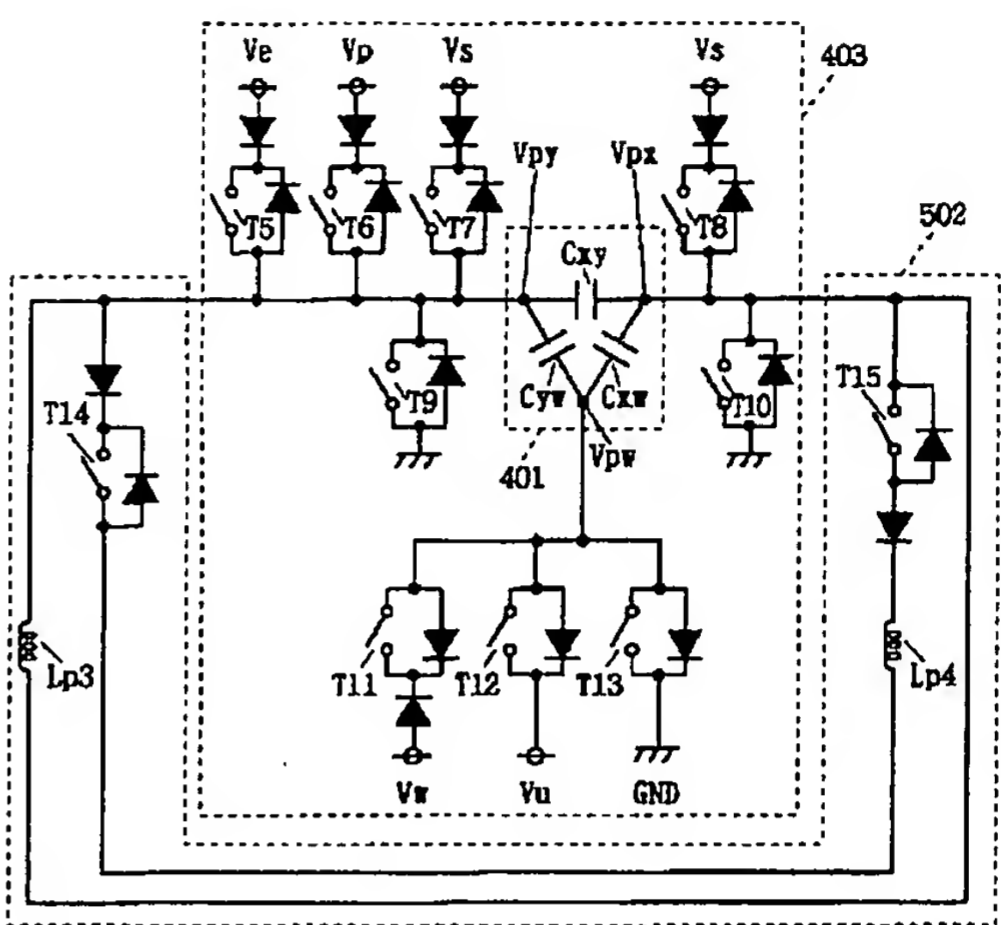 Ve Vp Vs Vs 403
Vpy Vpx
T5 T6 T7 T8 502
Cxy
T15
T14 T9 Cyw Cxw T10
401 Vpw
Lp3 T11 T12 T13 Lp4
Vw Vu GND